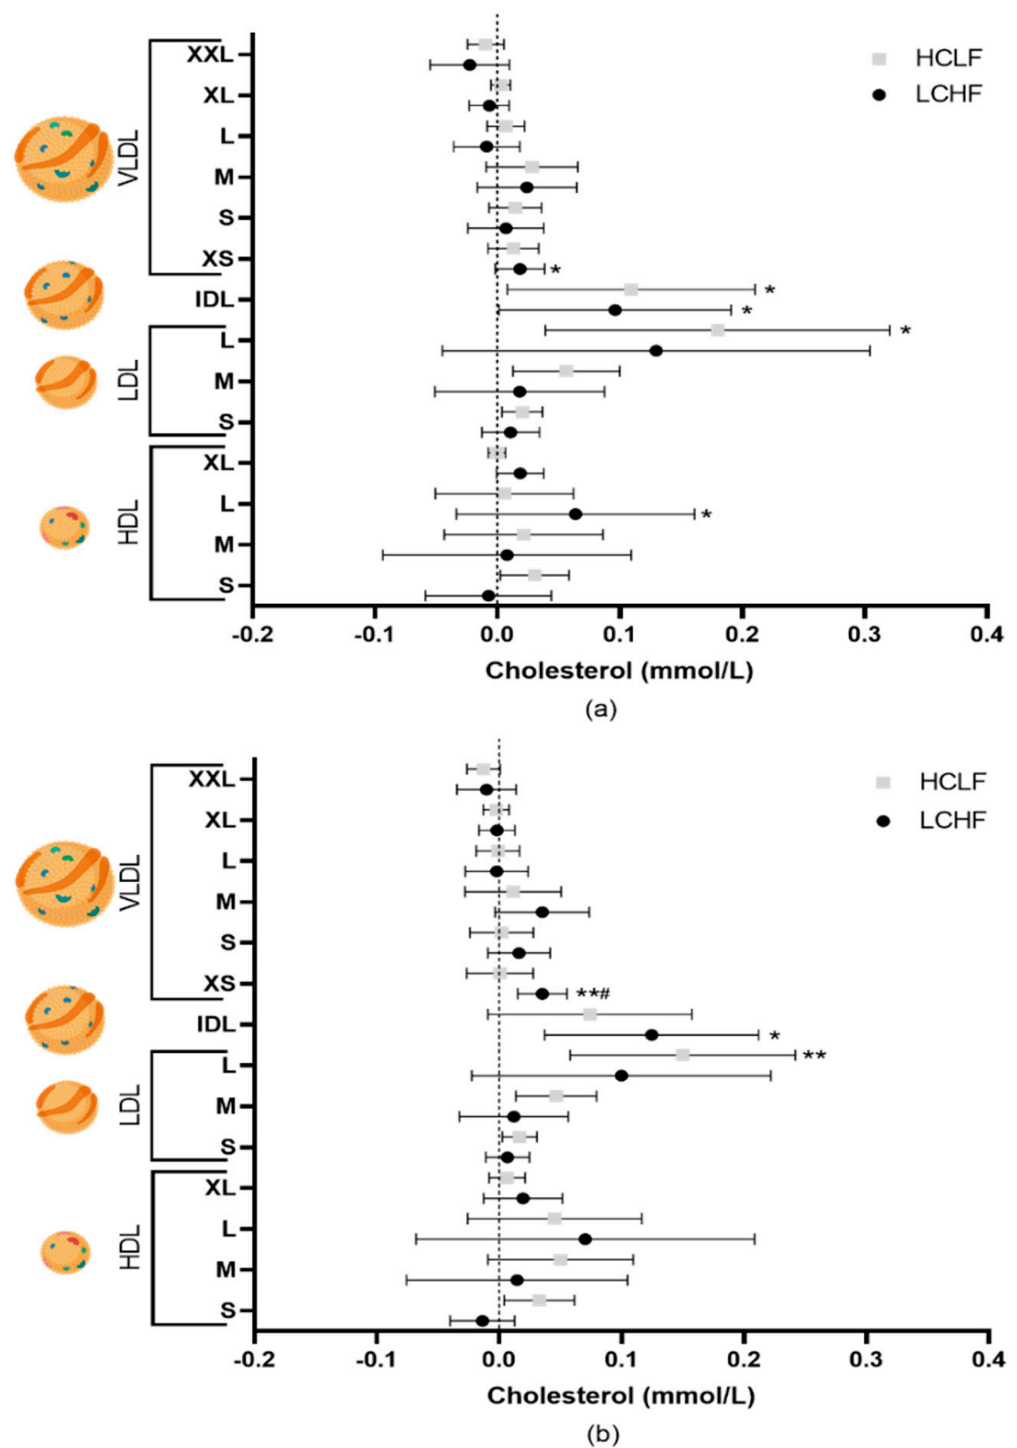 HCLF
LCHF
VLDL
XXL
XL
L
M
S
XS *
IDL *
*
LDL
L *
M
S
HDL
XL
L *
M
S
-0.2 -0.1 0.0 0.1 0.2 0.3 0.4
Cholesterol (mmol/L)
(a)
HCLF
LCHF
VLDL
XXL
XL
L
M
S
XS **#
IDL *
LDL
L **
M
S
HDL
XL
L
M
S
-0.2 -0.1 0.0 0.1 0.2 0.3 0.4
Cholesterol (mmol/L)
(b)